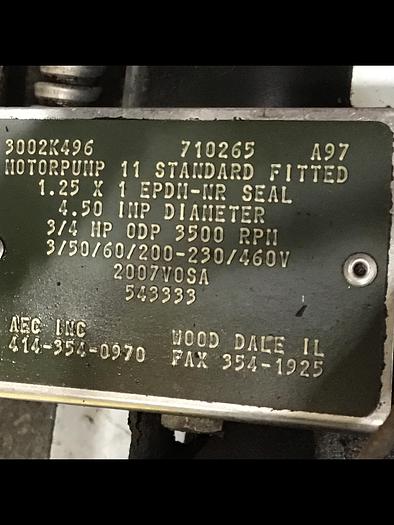 3002K496 710265 A97
MOTORPUMP 11 STANDARD FITTED
1.25 X 1 EPDM-NR SEAL
4.50 IMP DIAMETER
3/4 HP ODP 3500 RPM
3/50/60/200-230/460V
2007V0SA
543333
AEC INC WOOD DALE IL
414-354-0970 FAX 354-1925